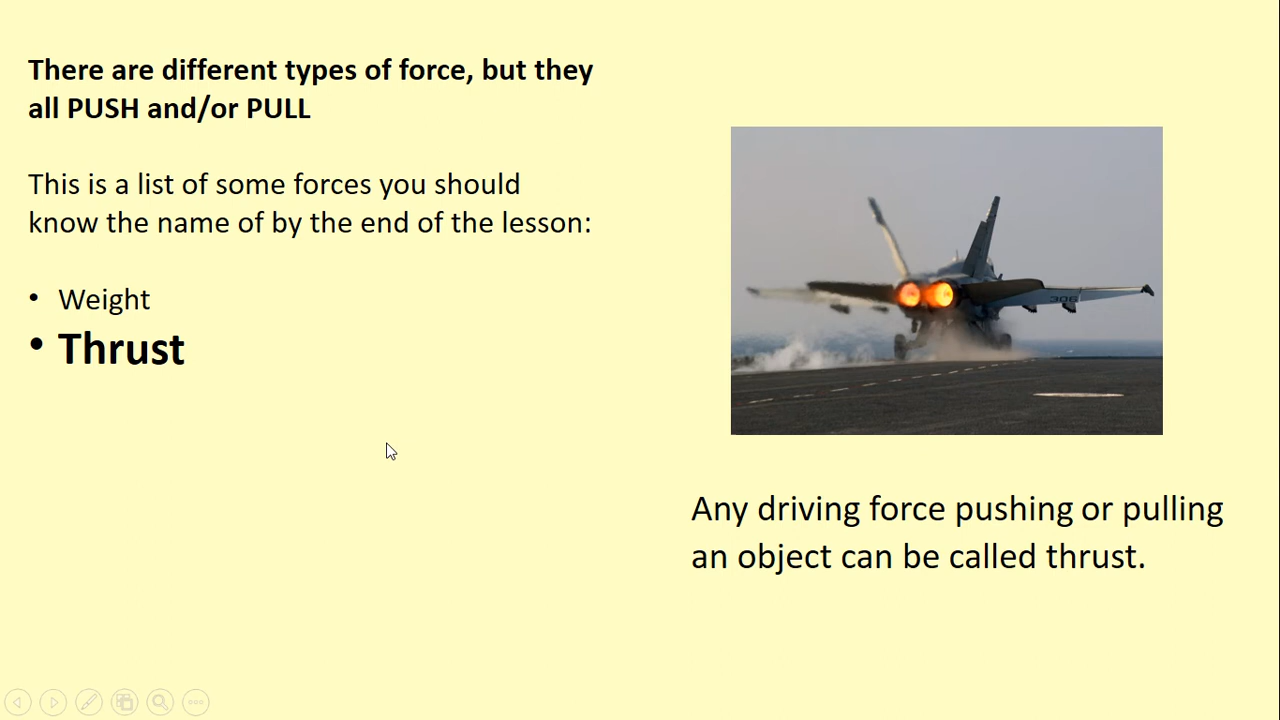 There are different types of force, but they
all PUSH and/or PULL
This is a list of some forces you should
know the name of by the end of the lesson:
• Weight
• Thrust
306
Any driving force pushing or pulling
an object can be called thrust.